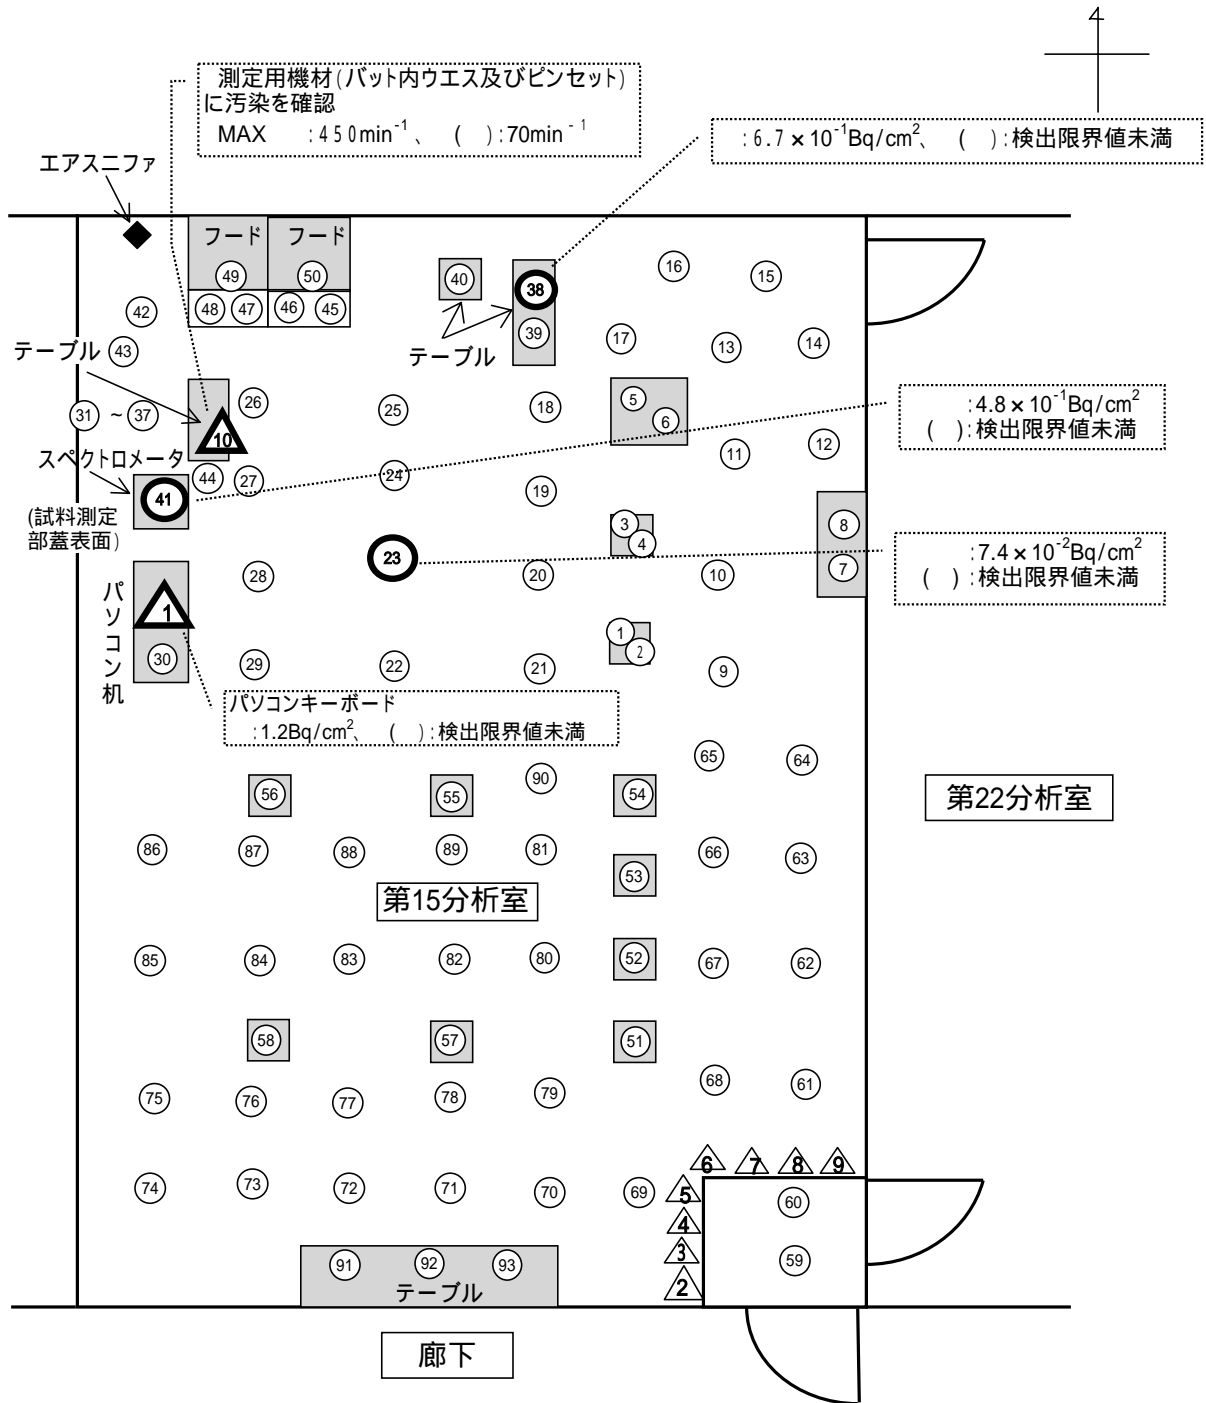 4
測定用機材(バット内ウエス及びピンセット)
に汚染を確認
MAX :450min⁻¹、 ( ):70min⁻¹
:6.7×10⁻¹Bq/cm²、 ( ):検出限界値未満
エアスニファ
フード フード
49 50
48 47 46 45
40 38 39
16 15
42
43
17 13 14
テーブル
テーブル
31 ~ 37
26 25 18 5 6
10
:4.8×10⁻¹Bq/cm²
( ):検出限界値未満
11 12
スペクトロメータ
44 27 24 19
41
(試料測定
部蓋表面)
3 4 8
23
:7.4×10⁻²Bq/cm²
( ):検出限界値未満
28 20 10 7
パソコン机
1
30
29 22 21 1 2 9
パソコンキーボード
:1.2Bq/cm²、 ( ):検出限界値未満
65 64
56 55 90 54
第22分析室
86 87 88 89 81 66 63
53
第15分析室
85 84 83 82 80 52 67 62
58 57 51
75 76 77 78 79 68 61
6 7 8 9
74 73 72 71 70 69 5 60
4
3 59
2
91 92 93
テーブル
廊下